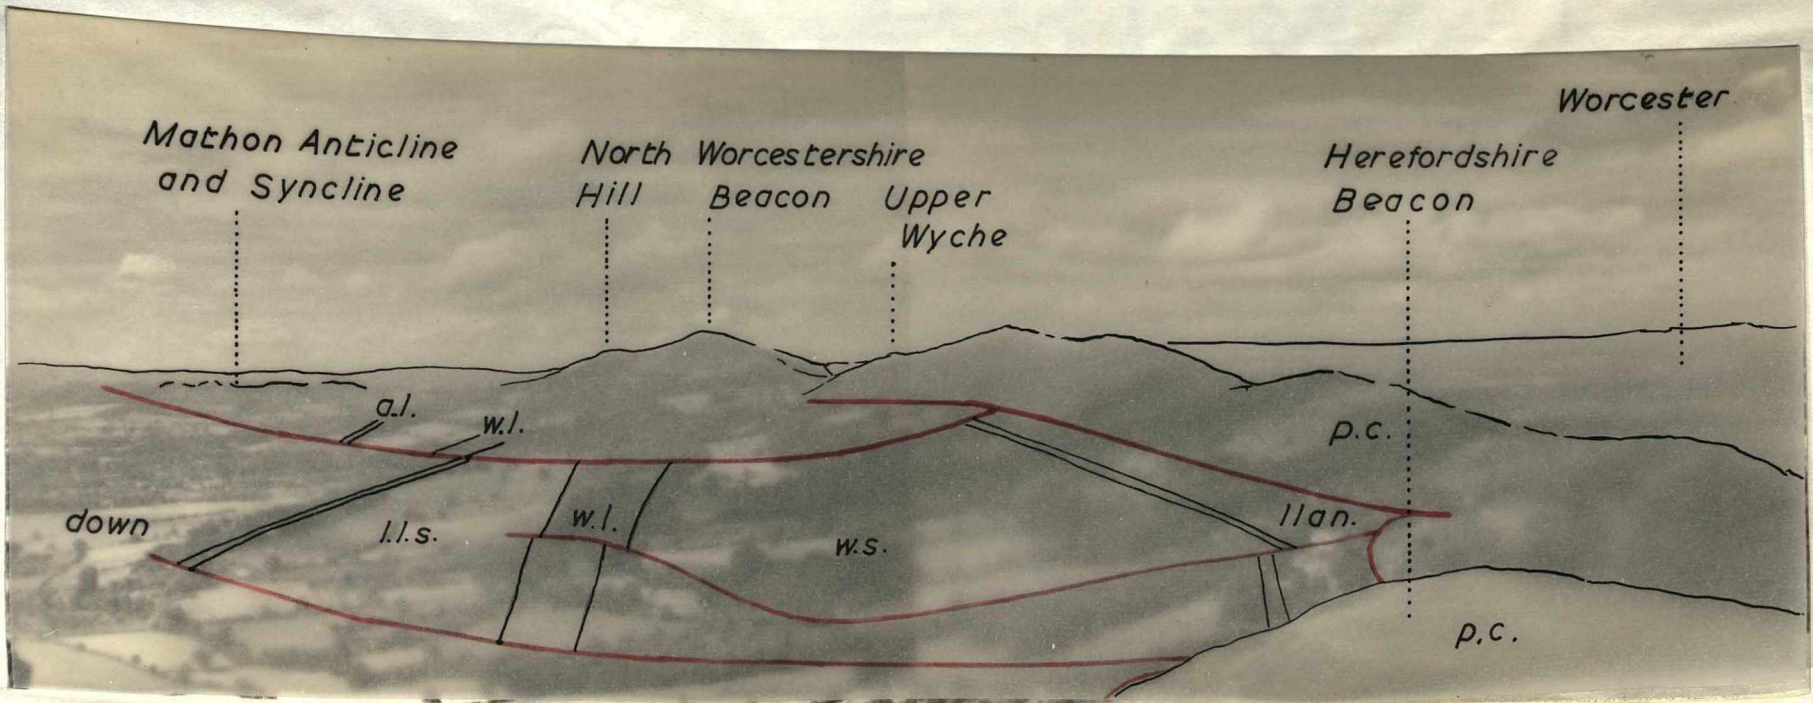 Worcester
Mathon Anticline
and Syncline
North
Hill
Worcestershire
Beacon
Upper
Wyche
Herefordshire
Beacon
a.l.
w.l.
p.c.
down
l.l.s.
w.l.
w.s.
llan.
p.c.